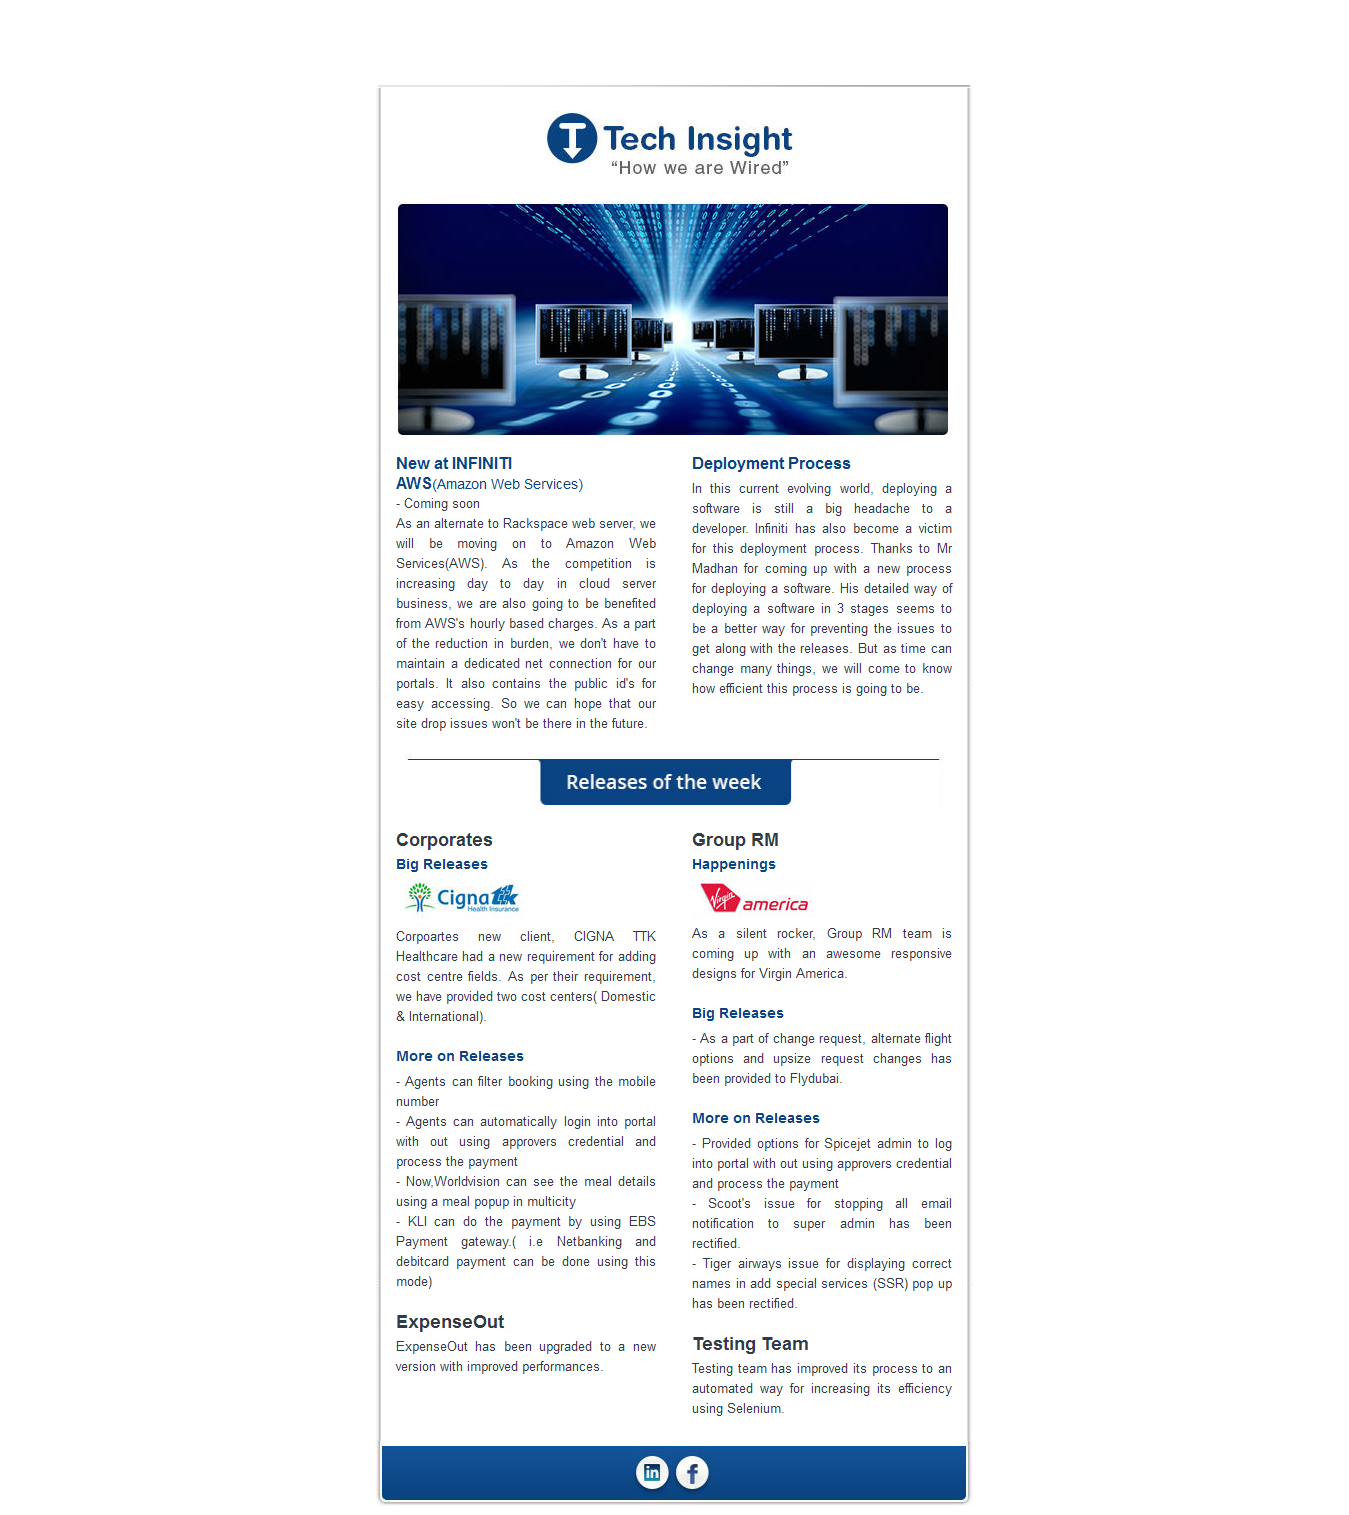 Tech Insight
“How we are Wired”
New at INFINITI
AWS(Amazon Web Services)
- Coming soon
As an alternate to Rackspace web server, we
will be moving on to Amazon Web
Services(AWS). As the competition is
increasing day to day in cloud server
business, we are also going to be benefited
from AWS's hourly based charges. As a part
of the reduction in burden, we don't have to
maintain a dedicated net connection for our
portals. It also contains the public id's for
easy accessing. So we can hope that our
site drop issues won't be there in the future.
Deployment Process
In this current evolving world, deploying a
software is still a big headache to a
developer. Infiniti has also become a victim
for this deployment process. Thanks to Mr
Madhan for coming up with a new process
for deploying a software. His detailed way of
deploying a software in 3 stages seems to
be a better way for preventing the issues to
get along with the releases. But as time can
change many things, we will come to know
how efficient this process is going to be.
Releases of the week
Corporates
Big Releases
Cigna ttk
Health Insurance
Corpoartes new client, CIGNA TTK
Healthcare had a new requirement for adding
cost centre fields. As per their requirement,
we have provided two cost centers( Domestic
& International).
More on Releases
- Agents can filter booking using the mobile
number
- Agents can automatically login into portal
with out using approvers credential and
process the payment
- Now,Worldvision can see the meal details
using a meal popup in multicity
- KLI can do the payment by using EBS
Payment gateway.( i.e Netbanking and
debitcard payment can be done using this
mode)
ExpenseOut
ExpenseOut has been upgraded to a new
version with improved performances.
Group RM
Happenings
Virgin america
As a silent rocker, Group RM team is
coming up with an awesome responsive
designs for Virgin America.
Big Releases
- As a part of change request, alternate flight
options and upsize request changes has
been provided to Flydubai.
More on Releases
- Provided options for Spicejet admin to log
into portal with out using approvers credential
and process the payment
- Scoot's issue for stopping all email
notification to super admin has been
rectified.
- Tiger airways issue for displaying correct
names in add special services (SSR) pop up
has been rectified.
Testing Team
Testing team has improved its process to an
automated way for increasing its efficiency
using Selenium.
in
f